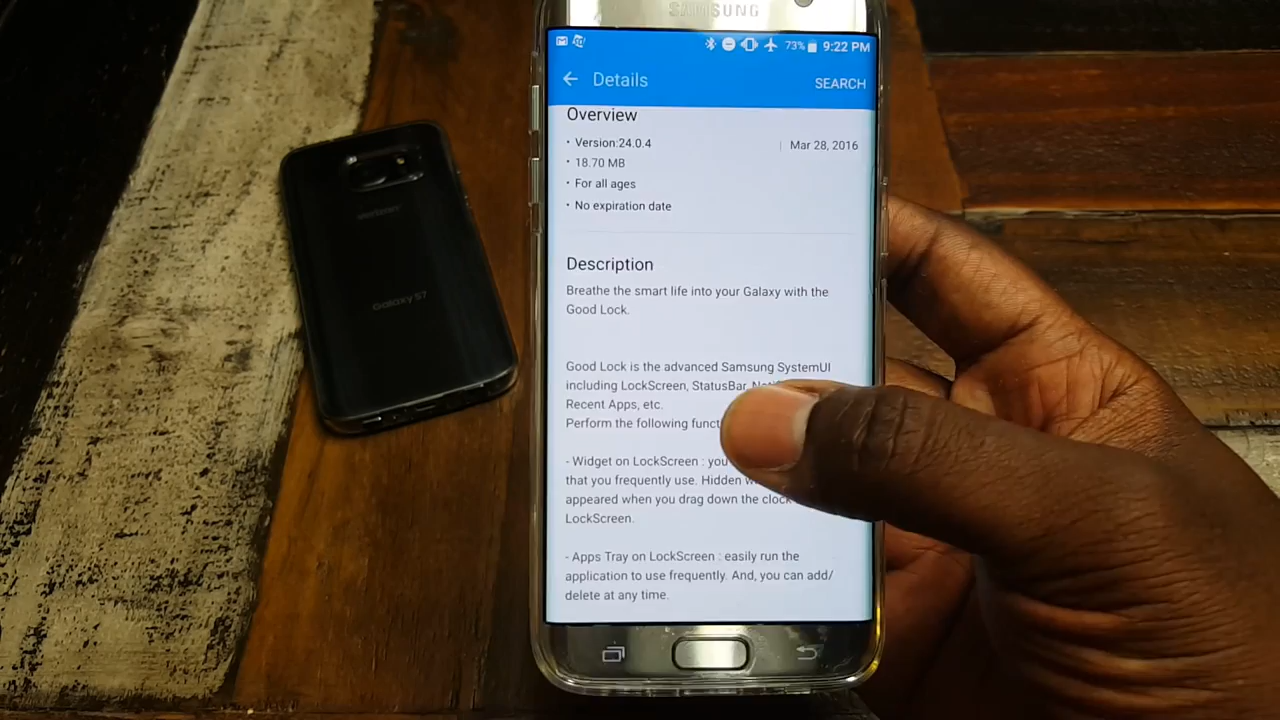 SAMSUNG
73% 9:22 PM
Details
SEARCH
Overview
• Version:24.0.4
Mar 28, 2016
• 18.70 MB
• For all ages
• No expiration date
Description
Breathe the smart life into your Galaxy with the
Good Lock.
Good Lock is the advanced Samsung SystemUI
including LockScreen, StatusBar,
Recent Apps, etc.
Perform the following
- Widget on LockScreen : you
that you frequently use. Hidden
appeared when you drag down the clock
LockScreen.
- Apps Tray on LockScreen : easily run the
application to use frequently. And, you can add/
delete at any time.
verizon
Galaxy S7